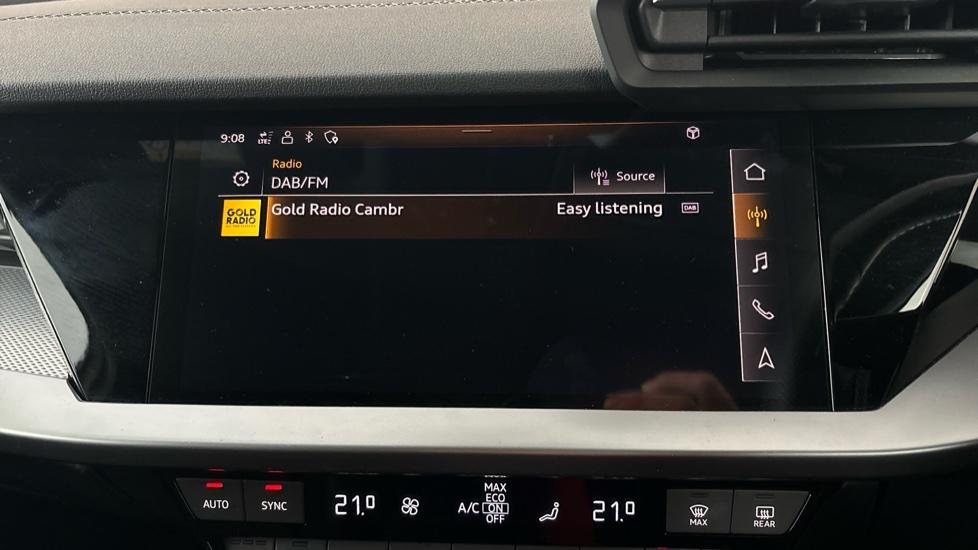 9:08 LTE
Radio
DAB/FM
Source
GOLD
RADIO
Gold Radio Cambr
Easy listening
DAB
AUTO
SYNC
21.0
A/C
MAX
ECO
ON
OFF
21.0
MAX
REAR